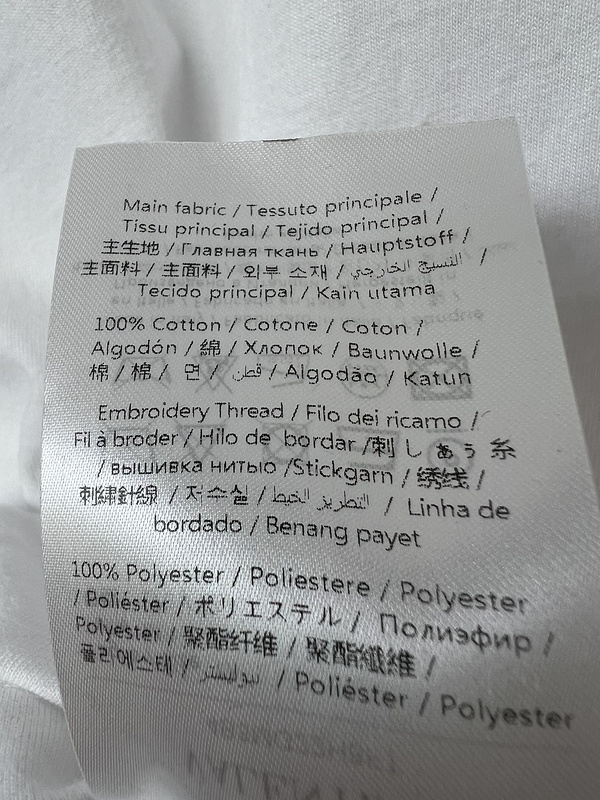 Main fabric / Tessuto principale /
Tissu principal / Tejido principal /
主生地 / Главная ткань / Hauptstoff /
主面料 / 主面料 / 외부 소재 / النسيج الخارجي /
Tecido principal / Kain utama
100% Cotton / Cotone / Coton /
Algodón / 綿 / Хлопок / Baunwolle /
棉 / 棉 / 면 / قطن / Algodão / Katun
Embroidery Thread / Filo dei ricamo /
Fil à broder / Hilo de bordar /刺 し ゅ う 糸
/ вышивка нитью /Stickgarn / 绣线 /
刺繡針線 / 자수실 / التطريز الخيط / Linha de
bordado / Benang payet
100% Polyester / Poliestere / Polyester
/ Poliéster / ポリエステル / Полиэфир /
Polyester / 聚酯纤维 / 聚酯纖維 /
폴리에스테 / بوليستر / Poliéster / Polyester